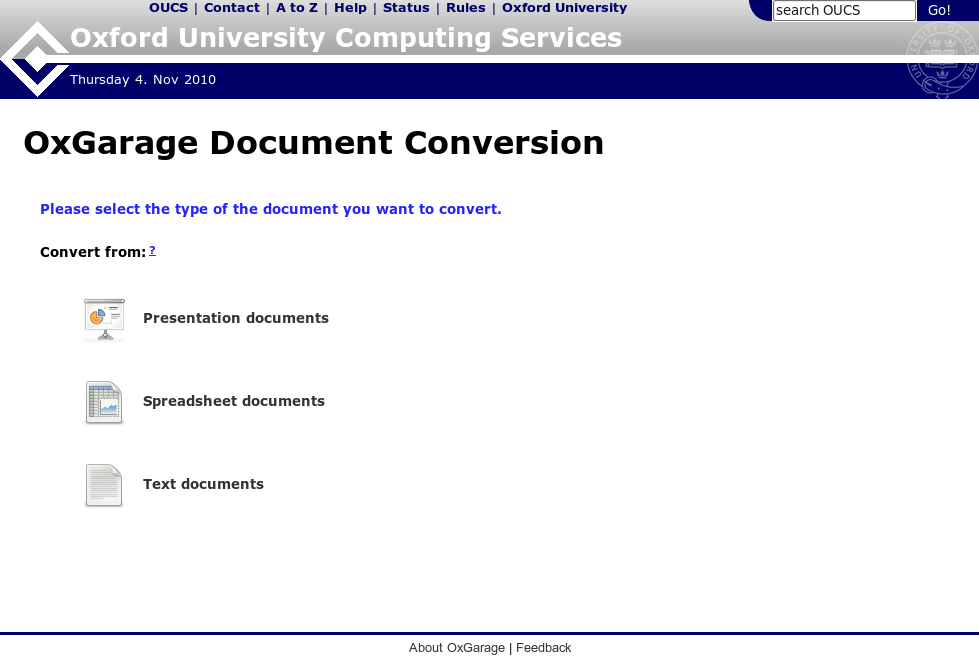 OUCS | Contact | A to Z | Help | Status | Rules | Oxford University
search OUCS Go!
Oxford University Computing Services
Thursday 4. Nov 2010
OxGarage Document Conversion
Please select the type of the document you want to convert.
Convert from: ?
Presentation documents
Spreadsheet documents
Text documents
About OxGarage | Feedback